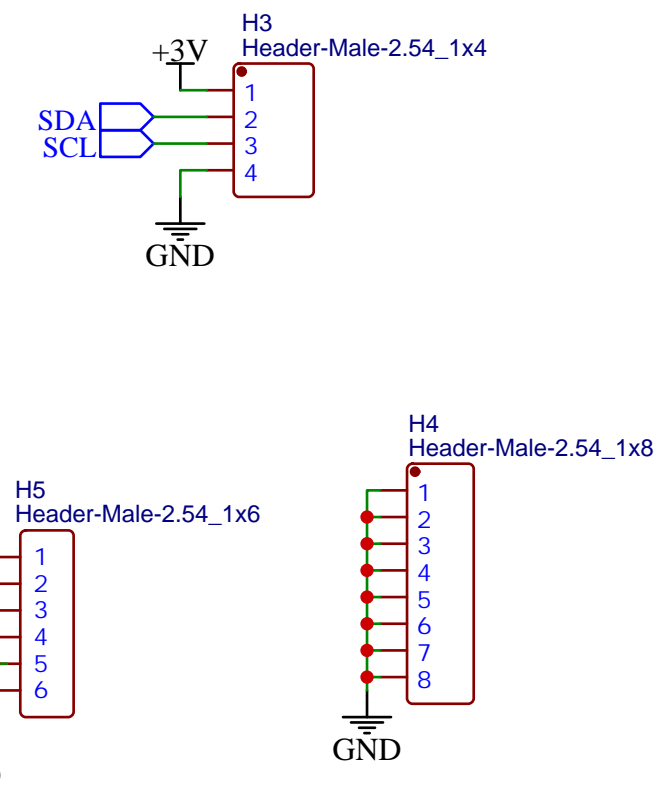 H3
Header-Male-2.54_1x4
+3V
1
SDA
2
SCL
3
4
GND
H4
Header-Male-2.54_1x8
1
2
3
4
5
6
7
8
GND
H5
Header-Male-2.54_1x6
1
2
3
4
5
6